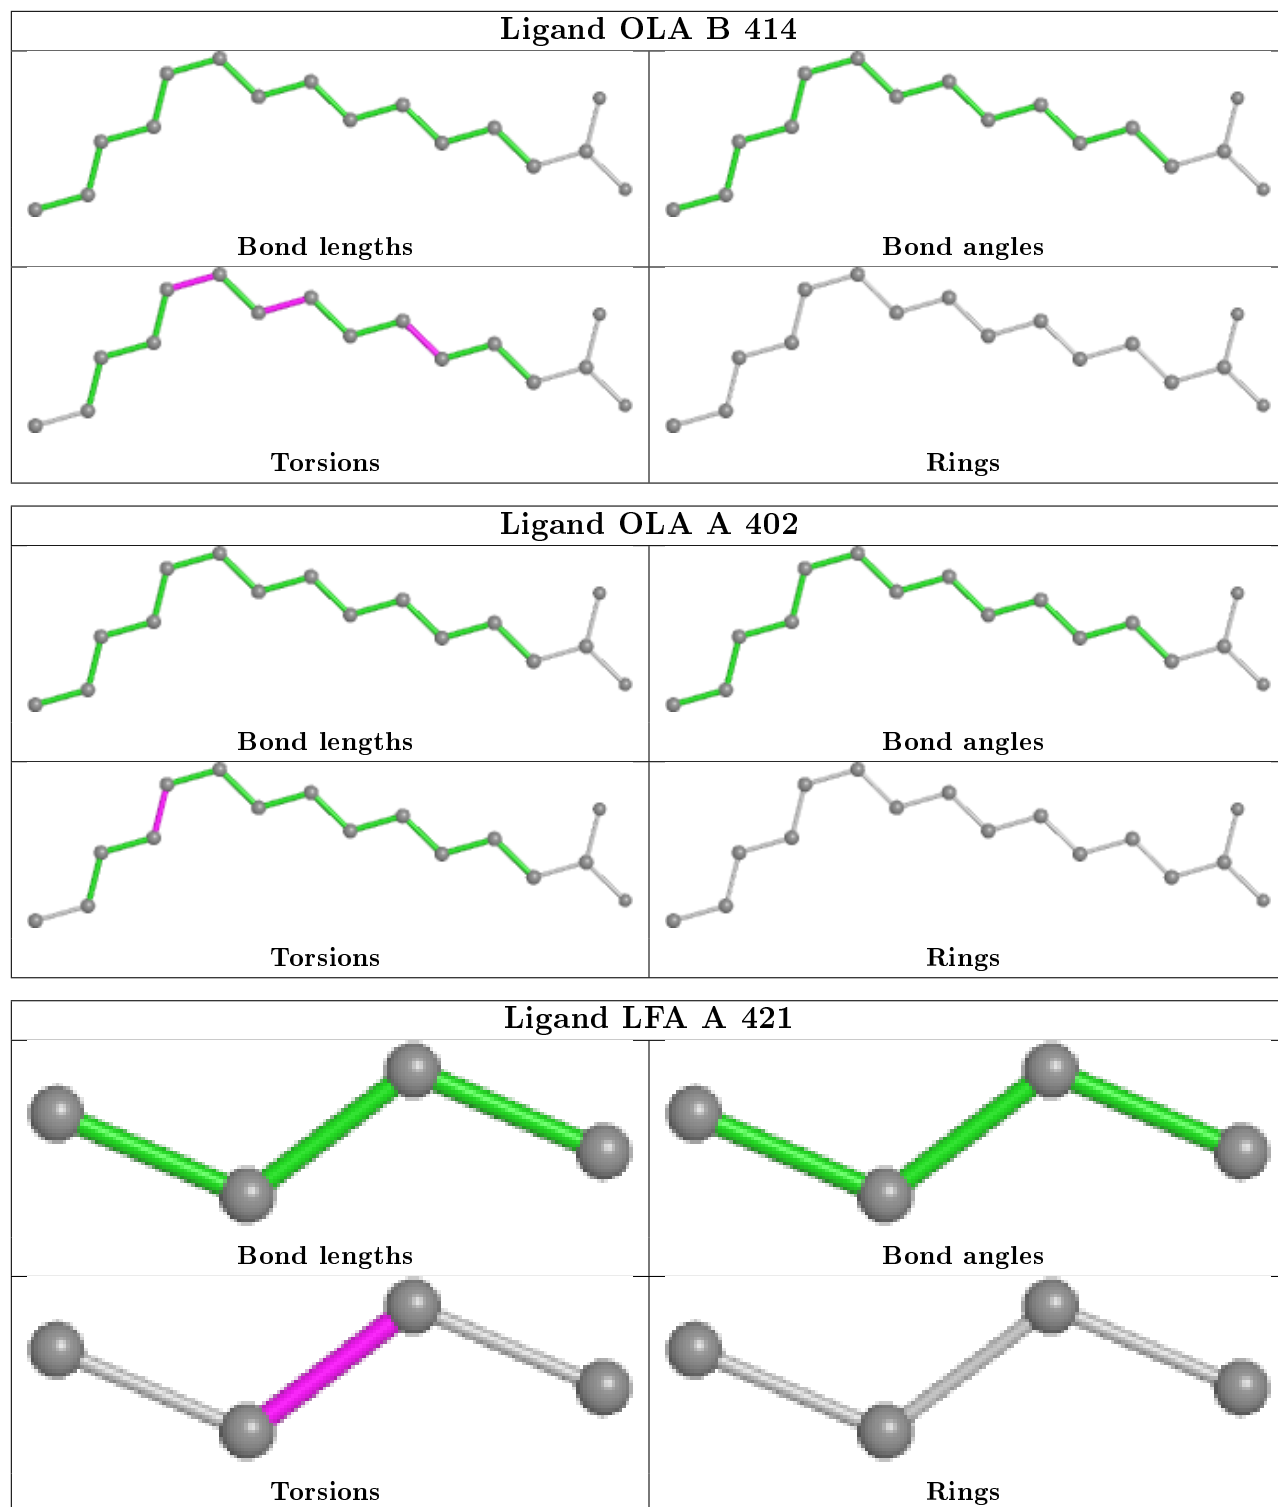 Ligand OLA B 414
Bond lengths
Bond angles
Torsions
Rings
Ligand OLA A 402
Bond lengths
Bond angles
Torsions
Rings
Ligand LFA A 421
Bond lengths
Bond angles
Torsions
Rings